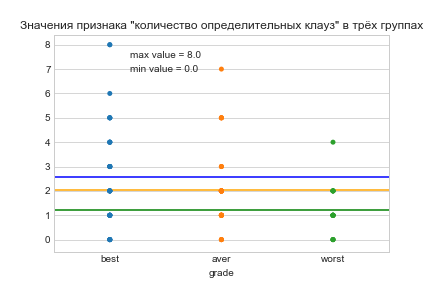 Значения признака "количество определительных клауз" в трёх группах
8
max value = 8.0
7
min value = 0.0
6
5
4
3
2
1
0
best aver worst
grade